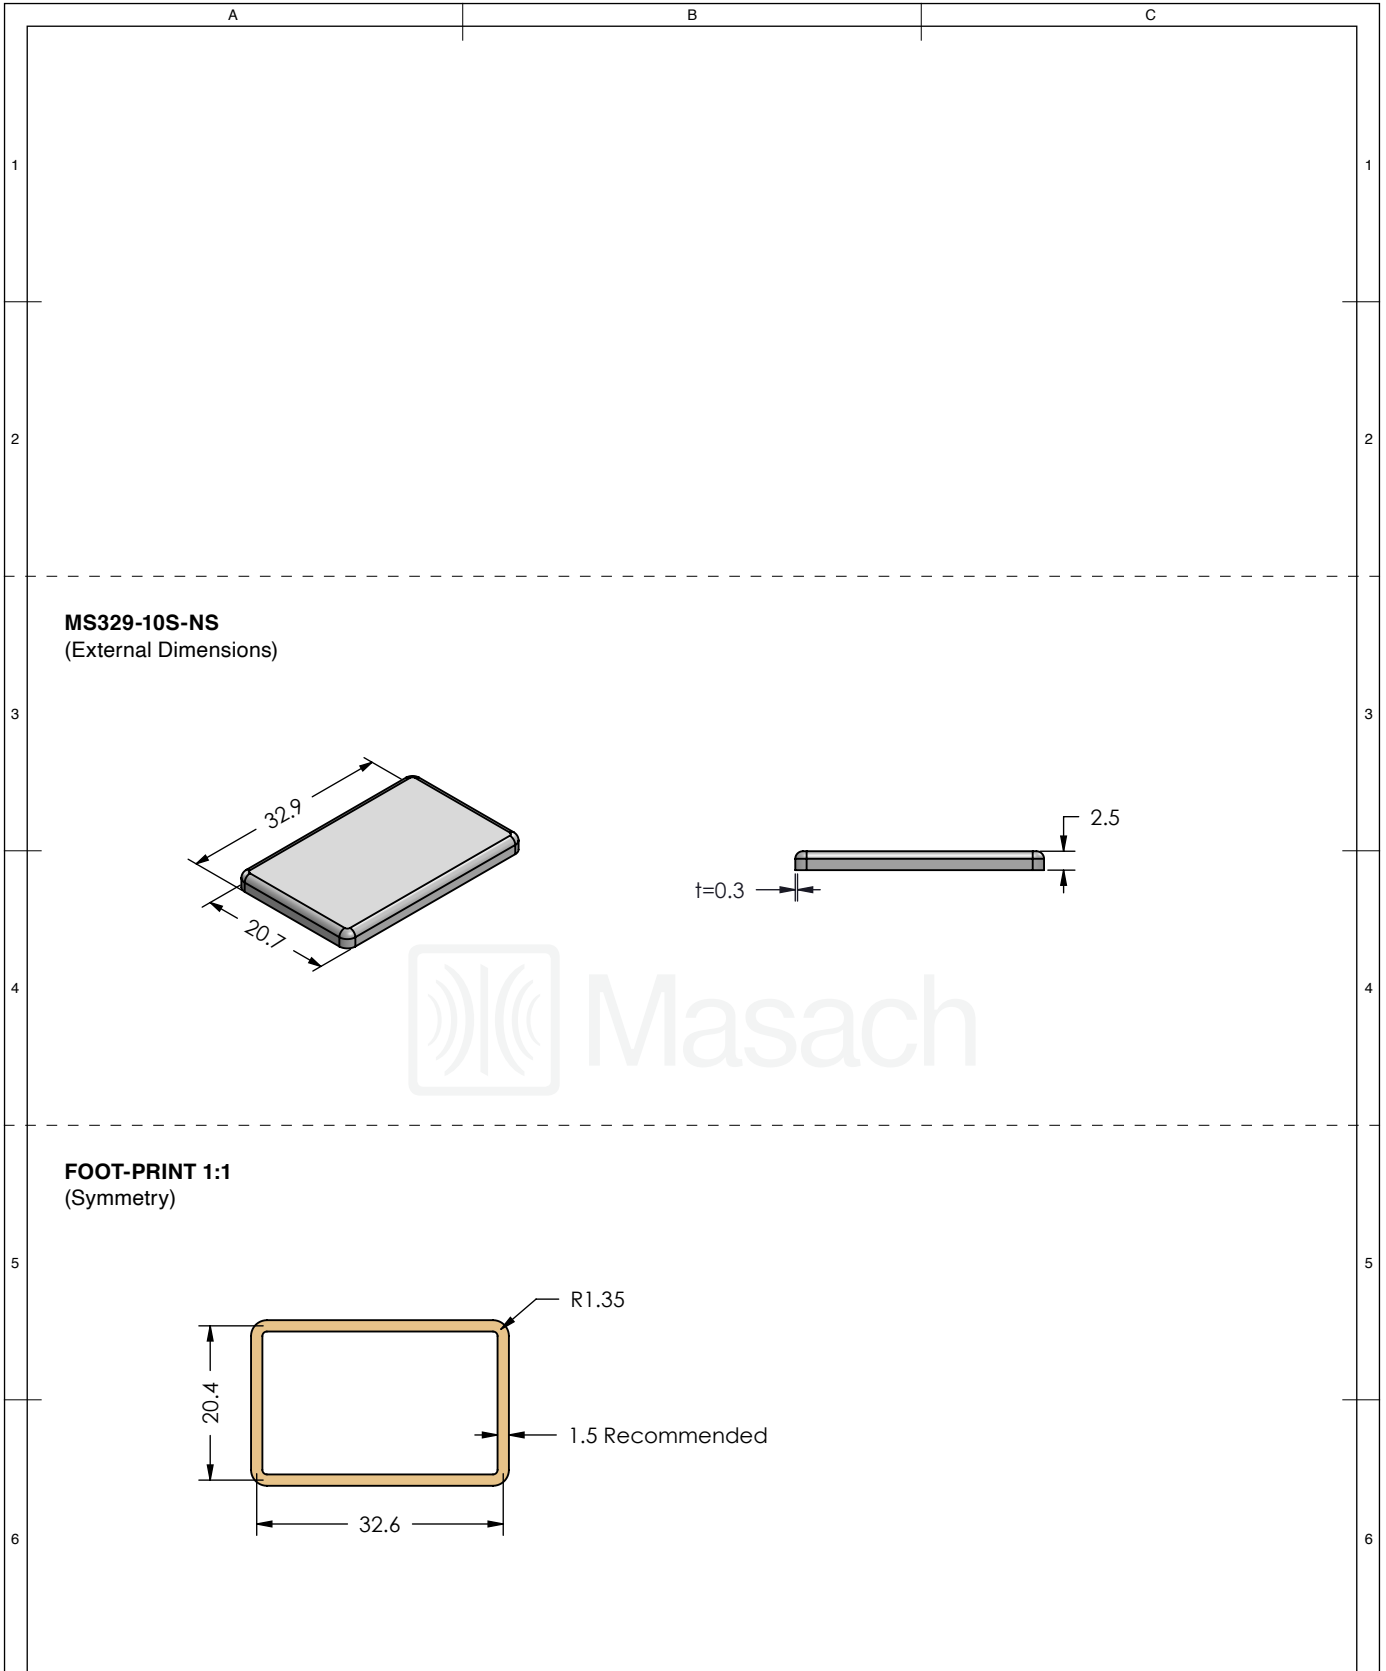 A B C
1 1
2 2
MS329-10S-NS
(External Dimensions)
3 3
32.9
20.7
2.5
t=0.3
Masach
4 4
FOOT-PRINT 1:1
(Symmetry)
5 5
R1.35
20.4
1.5 Recommended
32.6
6 6